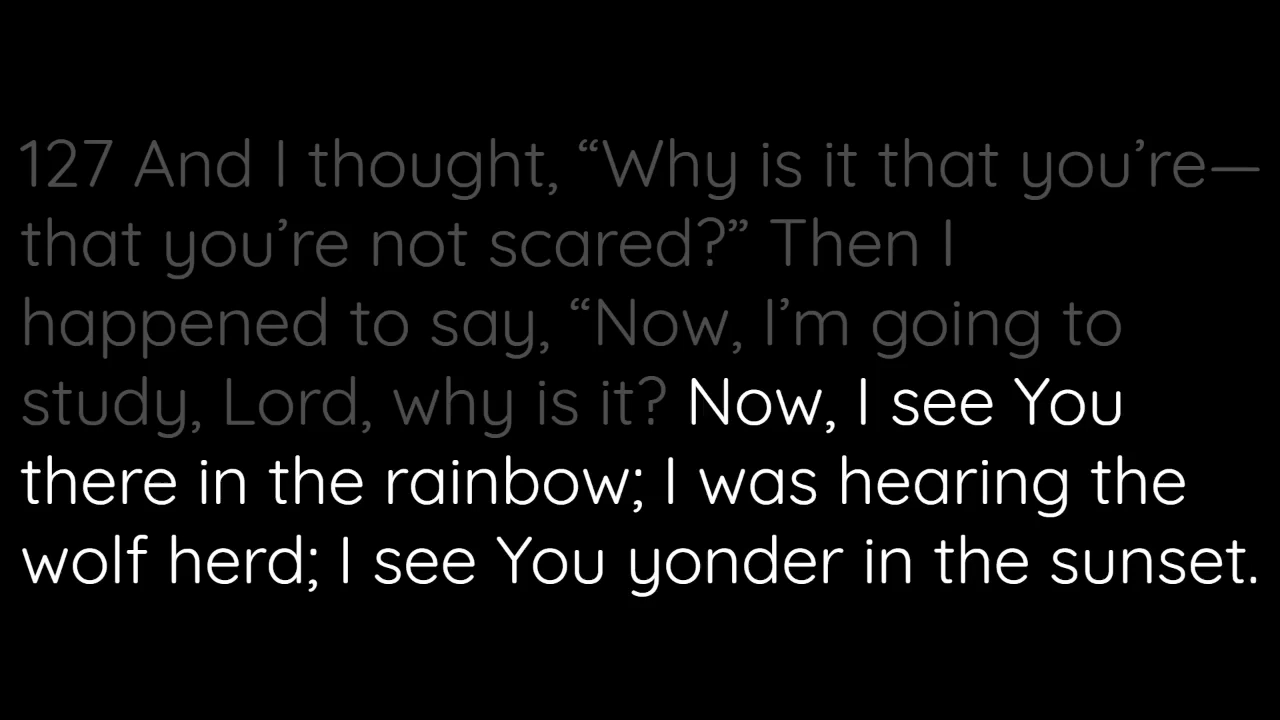 127 And I thought, “Why is it that you’re—
that you’re not scared?” Then I
happened to say, “Now, I’m going to
study, Lord, why is it? Now, I see You
there in the rainbow; I was hearing the
wolf herd; I see You yonder in the sunset.